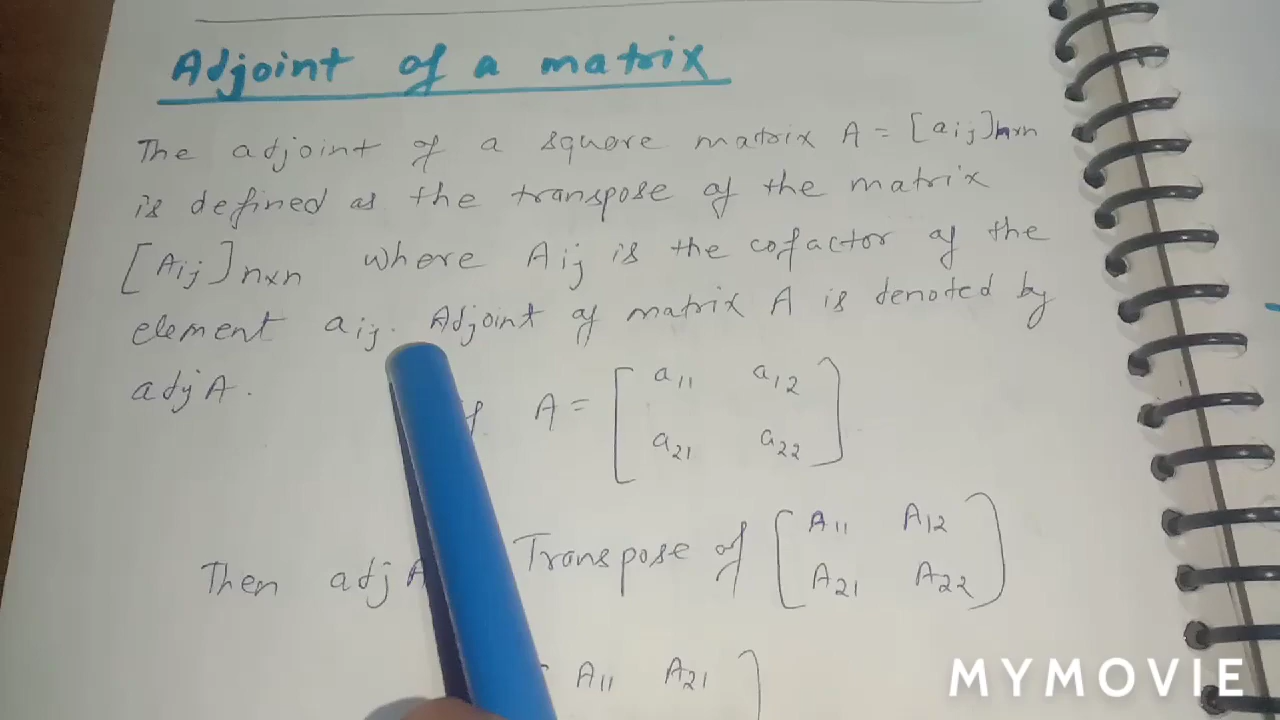 Adjoint of a matrix
The adjoint of a square matrix A = [aij]nxn
is defined as the transpose of the matrix
[Aij]nxn where Aij is the cofactor of the
element aij. Adjoint of matrix A is denoted by
adj A.
A = [a11 a12
a21 a22]
Then adj A Transpose of [A11 A12
A21 A22]
A11 A21
MYMOVIE